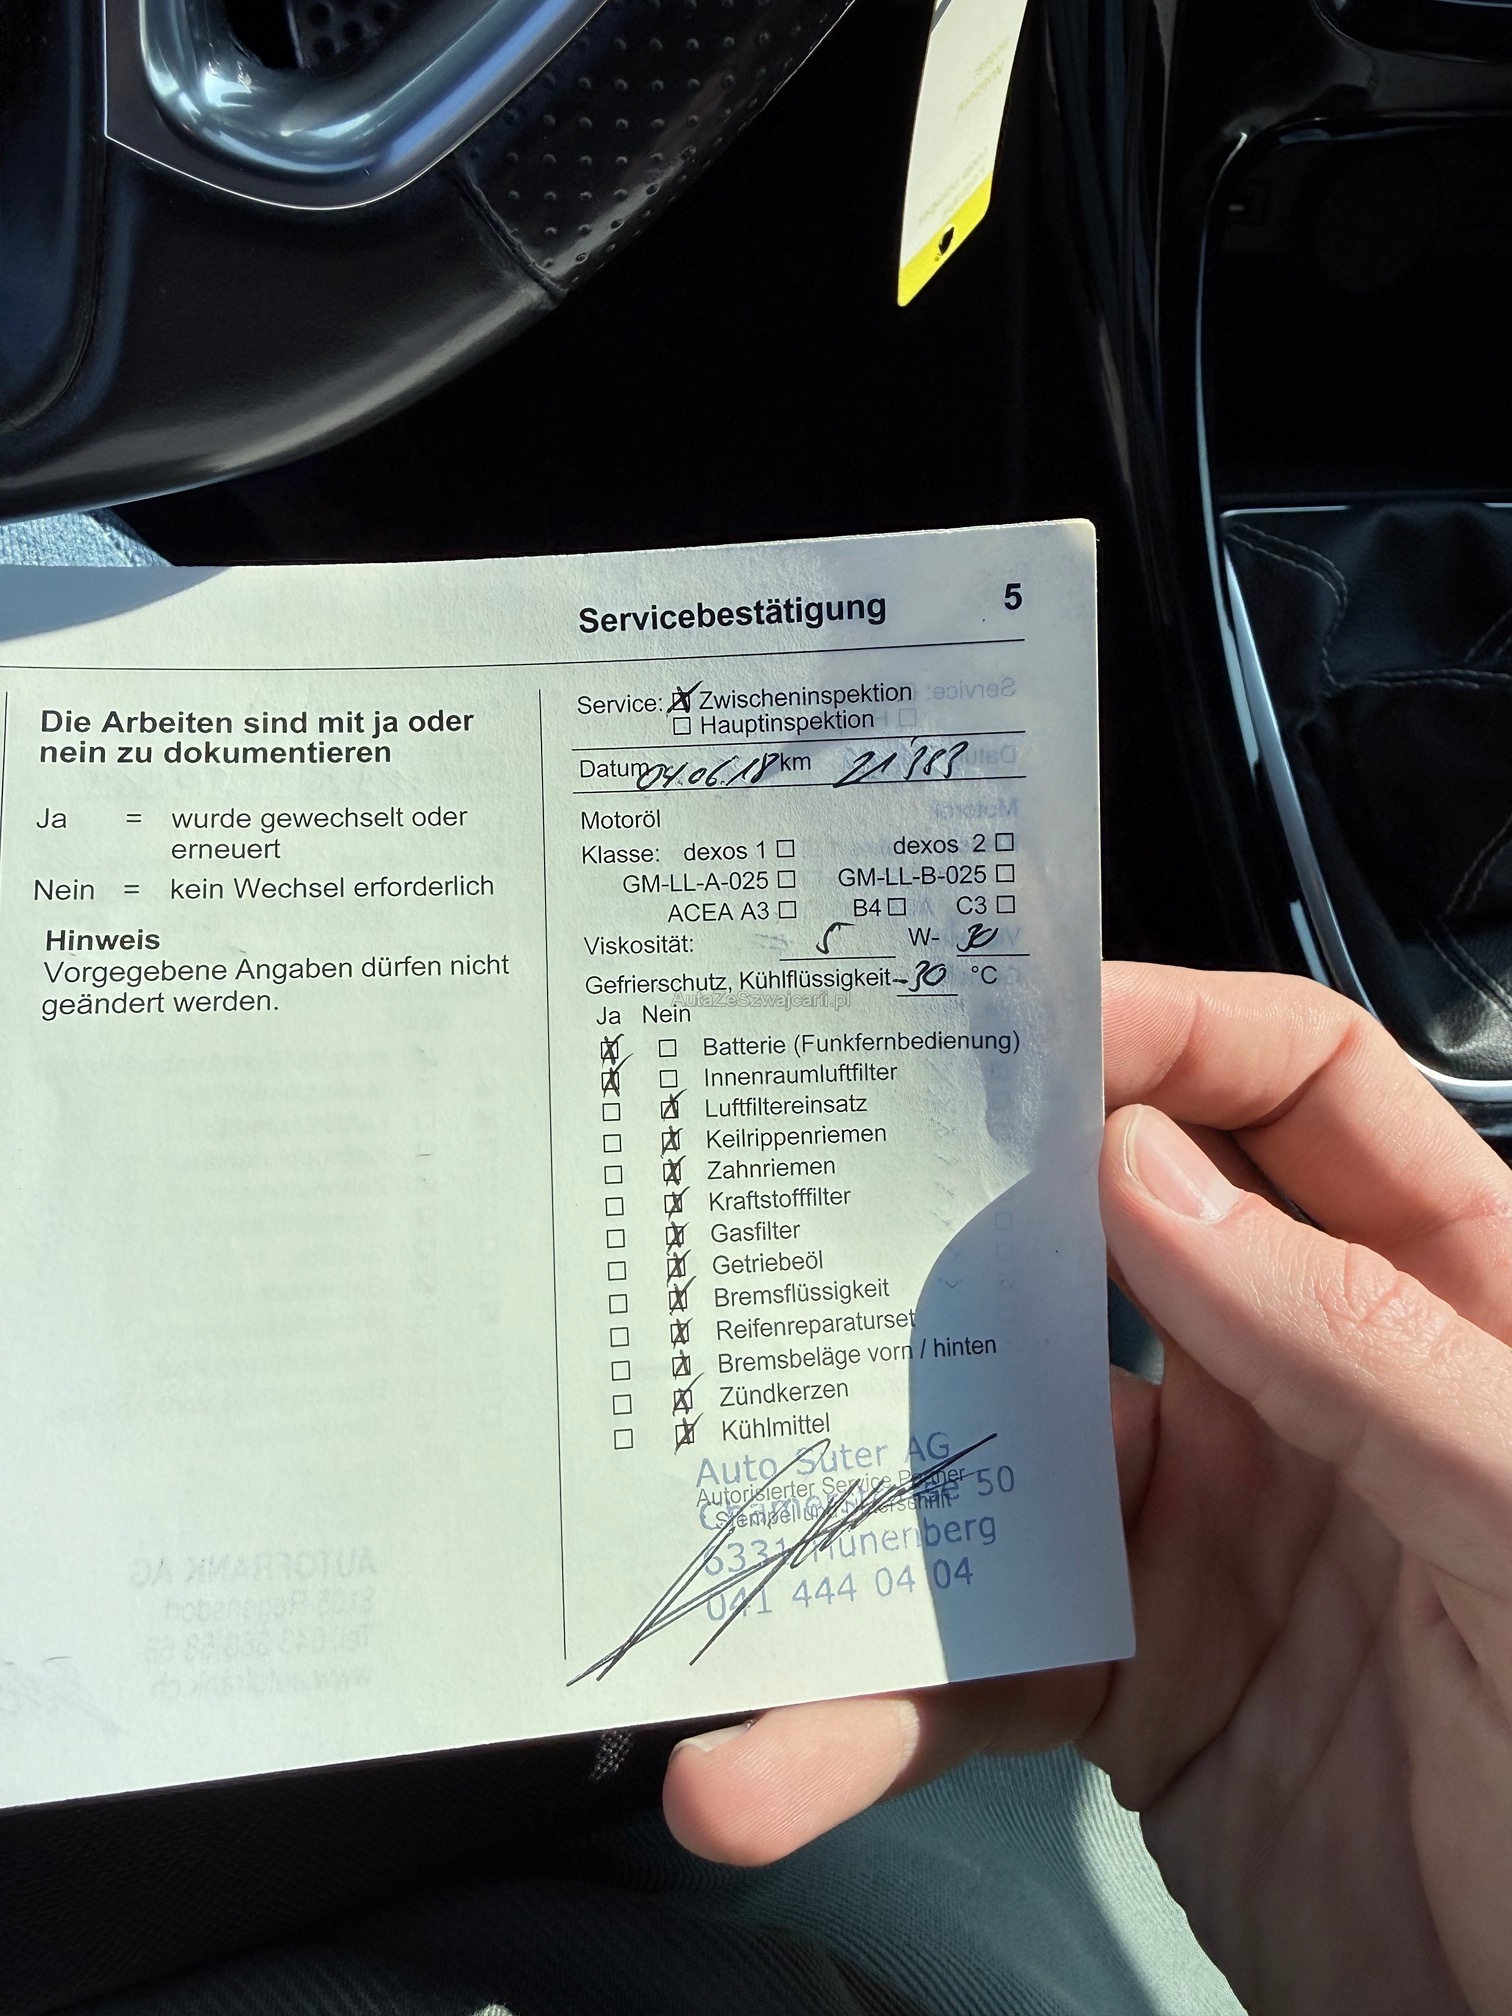 Servicebestätigung 5
Die Arbeiten sind mit ja oder
nein zu dokumentieren
Ja = wurde gewechselt oder
erneuert
Nein = kein Wechsel erforderlich
Hinweis
Vorgegebene Angaben dürfen nicht
geändert werden.
Service: Zwischeninspektion
Hauptinspektion
Datum 04.06.18 km
Motoröl
Klasse: dexos 1 dexos 2
GM-LL-A-025 GM-LL-B-025
ACEA A3 B4 C3
Viskosität: 5 W- 30
Gefrierschutz, Kühlflüssigkeit -30 °C
AutaZeSzwajcarii.pl
Ja Nein
Batterie (Funkfernbedienung)
Innenraumluftfilter
Luftfiltereinsatz
Keilrippenriemen
Zahnriemen
Kraftstofffilter
Gasfilter
Getriebeöl
Bremsflüssigkeit
Reifenreparaturset
Bremsbeläge vorn / hinten
Zündkerzen
Kühlmittel
Auto Suter AG
Autorisierter Service Partner
50
Stempel und Unterschrift
6331 Hünenberg
041 444 04 04